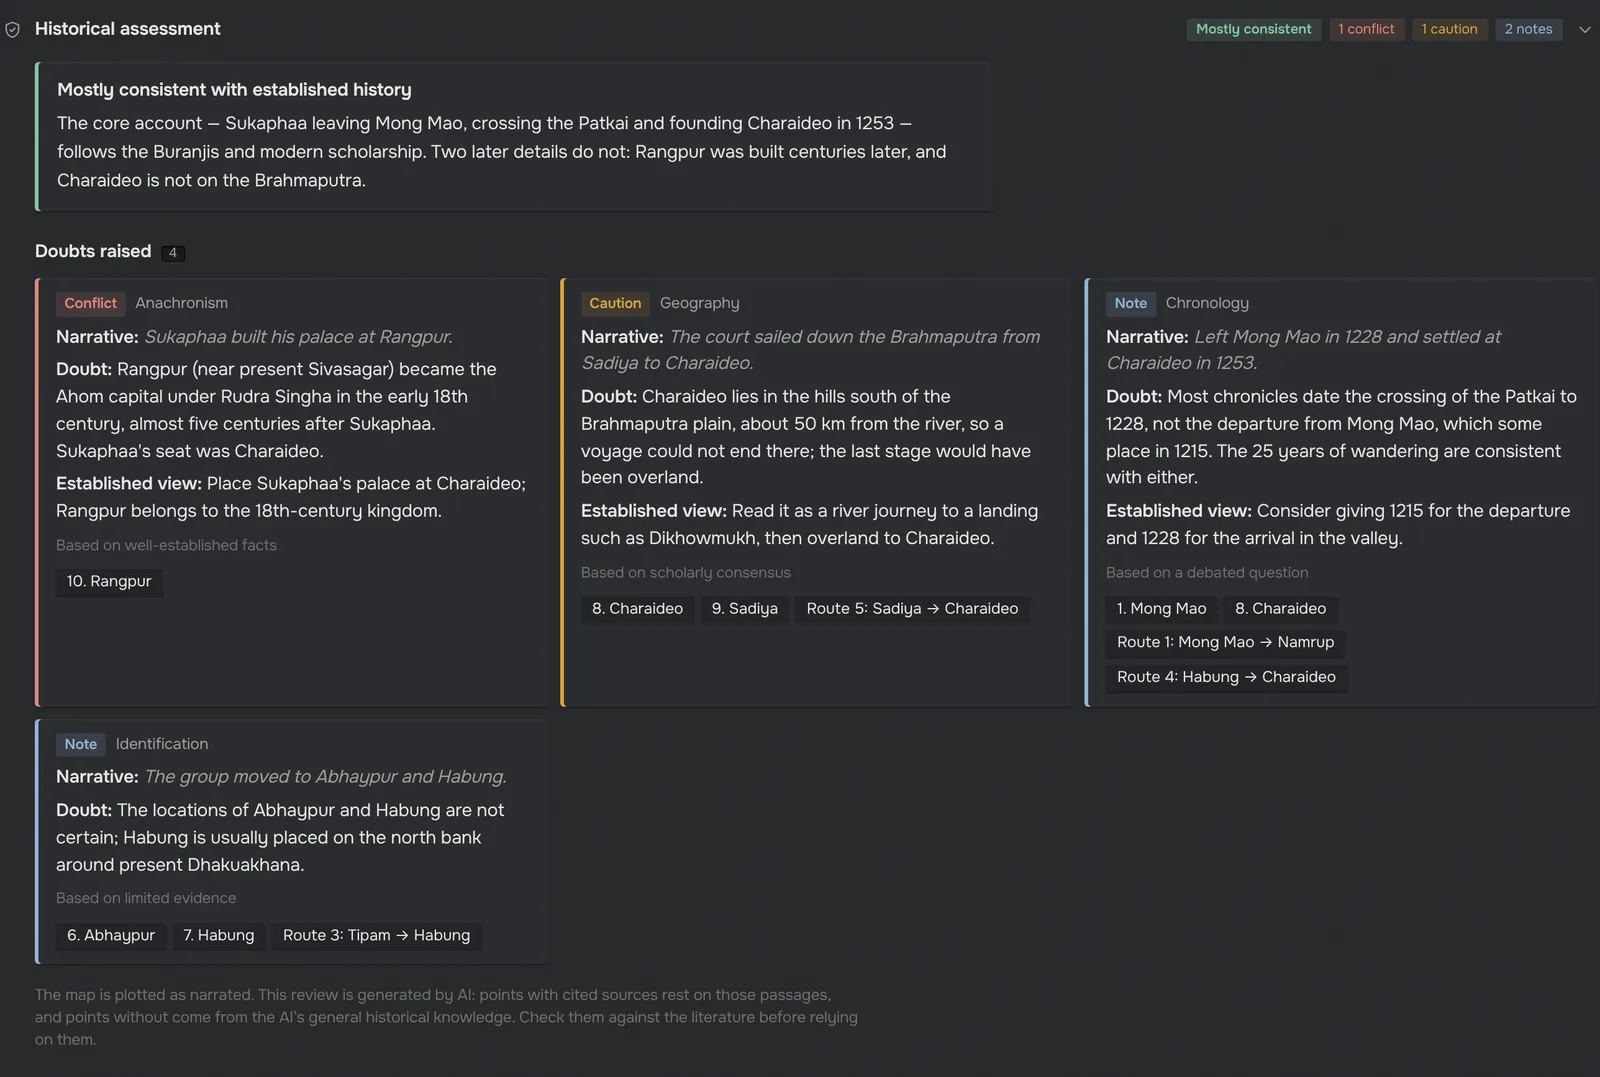 Historical assessment
Mostly consistent
1 conflict
1 caution
2 notes
Mostly consistent with established history
The core account — Sukaphaa leaving Mong Mao, crossing the Patkai and founding Charaideo in 1253 —
follows the Buranjis and modern scholarship. Two later details do not: Rangpur was built centuries later, and
Charaideo is not on the Brahmaputra.
Doubts raised 4
Conflict Anachronism
Narrative: Sukaphaa built his palace at Rangpur.
Doubt: Rangpur (near present Sivasagar) became the
Ahom capital under Rudra Singha in the early 18th
century, almost five centuries after Sukaphaa.
Sukaphaa's seat was Charaideo.
Established view: Place Sukaphaa's palace at Charaideo;
Rangpur belongs to the 18th-century kingdom.
Based on well-established facts
10. Rangpur
Caution Geography
Narrative: The court sailed down the Brahmaputra from
Sadiya to Charaideo.
Doubt: Charaideo lies in the hills south of the
Brahmaputra plain, about 50 km from the river, so a
voyage could not end there; the last stage would have
been overland.
Established view: Read it as a river journey to a landing
such as Dikhowmukh, then overland to Charaideo.
Based on scholarly consensus
8. Charaideo
9. Sadiya
Route 5: Sadiya → Charaideo
Note Chronology
Narrative: Left Mong Mao in 1228 and settled at
Charaideo in 1253.
Doubt: Most chronicles date the crossing of the Patkai to
1228, not the departure from Mong Mao, which some
place in 1215. The 25 years of wandering are consistent
with either.
Established view: Consider giving 1215 for the departure
and 1228 for the arrival in the valley.
Based on a debated question
1. Mong Mao
8. Charaideo
Route 1: Mong Mao → Namrup
Route 4: Habung → Charaideo
Note Identification
Narrative: The group moved to Abhaypur and Habung.
Doubt: The locations of Abhaypur and Habung are not
certain; Habung is usually placed on the north bank
around present Dhakuakhana.
Based on limited evidence
6. Abhaypur
7. Habung
Route 3: Tipam → Habung
The map is plotted as narrated. This review is generated by AI: points with cited sources rest on those passages,
and points without come from the AI's general historical knowledge. Check them against the literature before relying
on them.